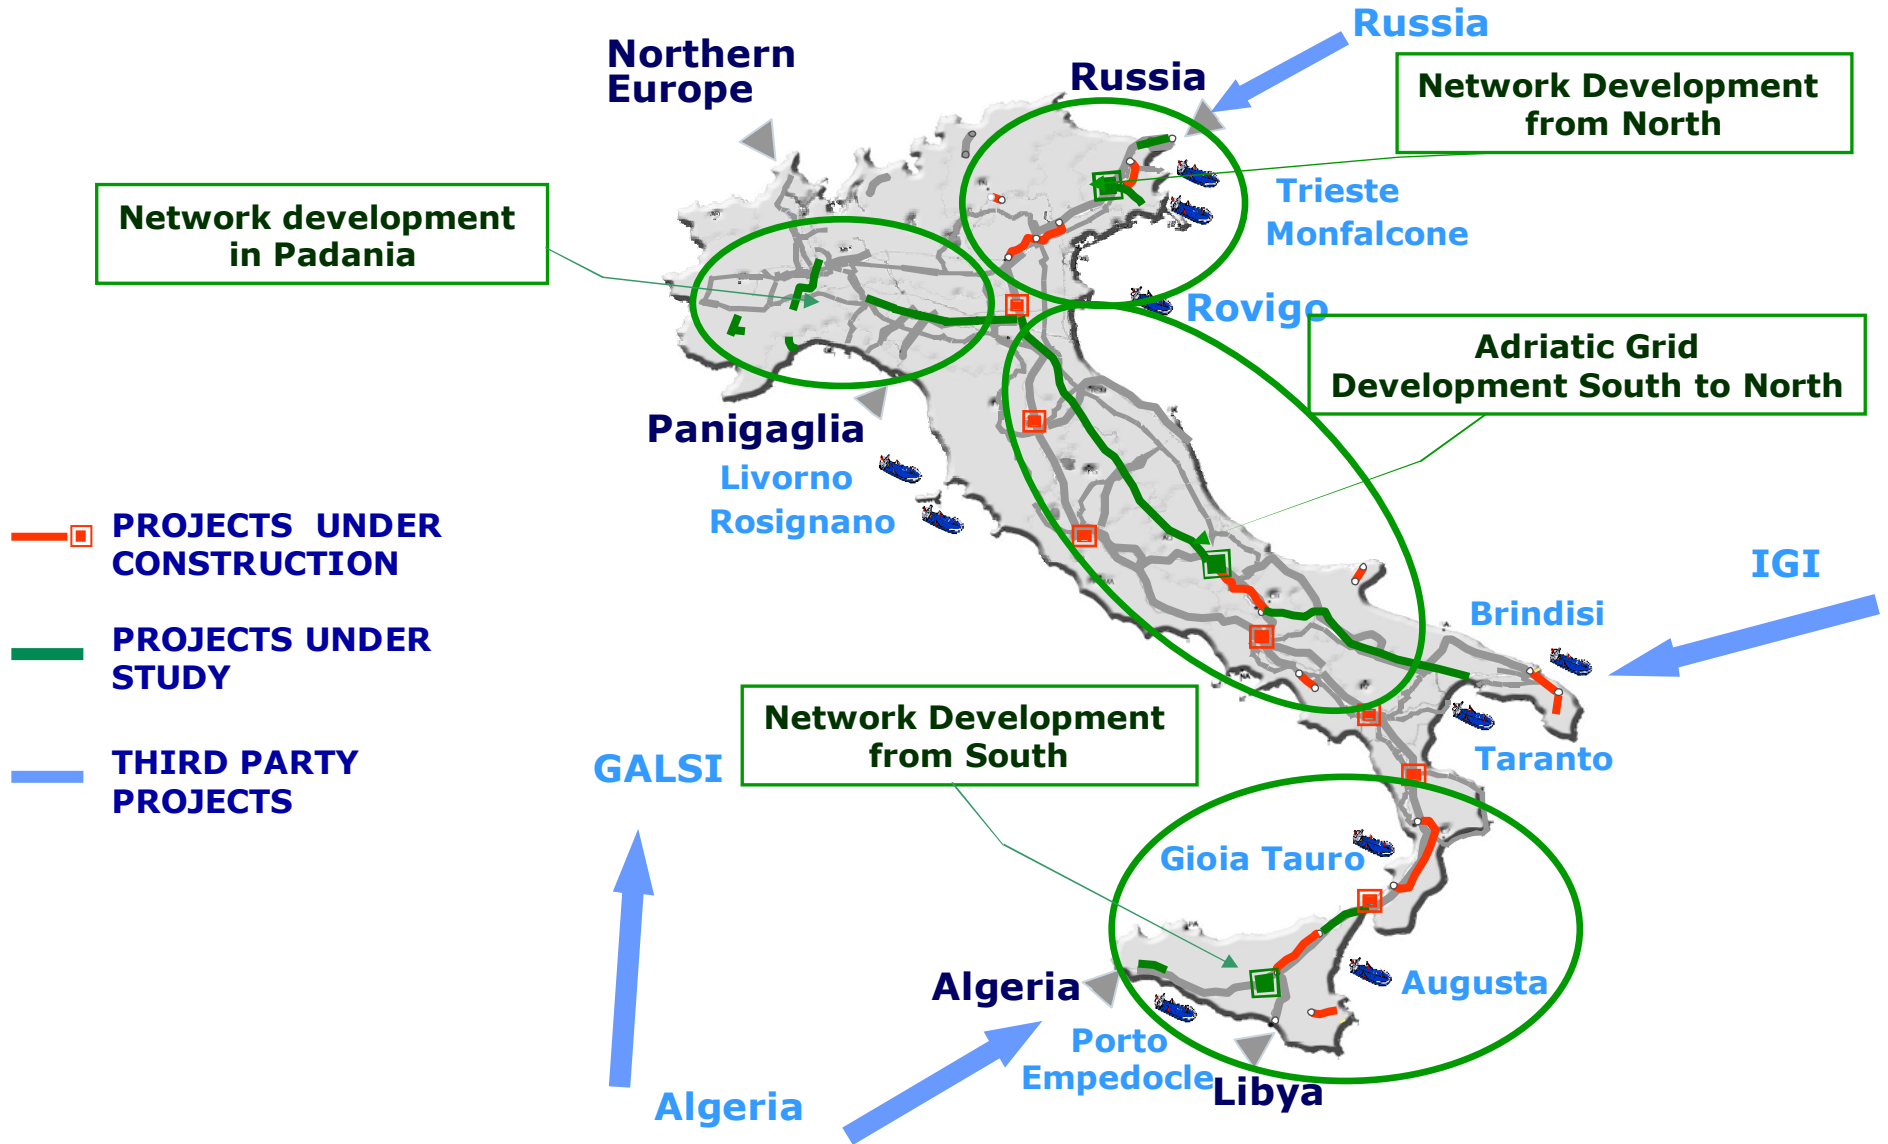 Russia
Northern
Europe
Russia
Network Development
from North
Trieste
Monfalcone
Network development
in Padania
Rovigo
Adriatic Grid
Development South to North
Panigaglia
Livorno
Rosignano
PROJECTS UNDER
CONSTRUCTION
IGI
Brindisi
PROJECTS UNDER
STUDY
Network Development
from South
THIRD PARTY
PROJECTS
GALSI
Taranto
Gioia Tauro
Algeria
Augusta
Porto
Empedocle
Libya
Algeria